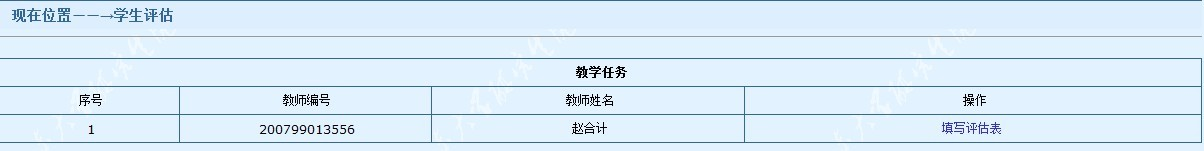 现在位置－－→学生评估
教学任务
序号 教师编号 教师姓名 操作
1 200799013556 赵合计 填写评估表